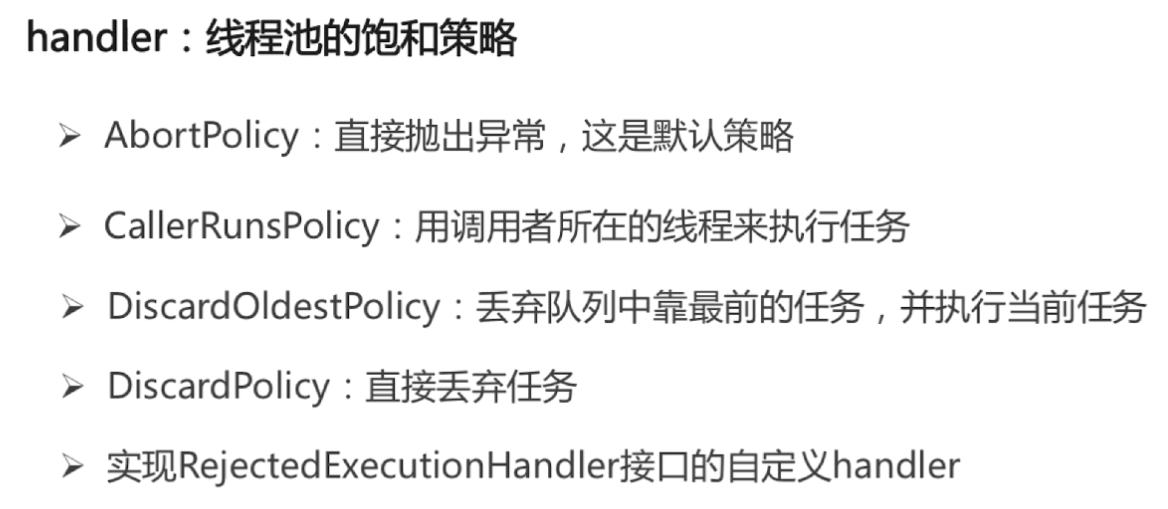 handler：线程池的饱和策略
➢ AbortPolicy：直接抛出异常，这是默认策略
➢ CallerRunsPolicy：用调用者所在的线程来执行任务
➢ DiscardOldestPolicy：丢弃队列中靠最前的任务，并执行当前任务
➢ DiscardPolicy：直接丢弃任务
➢ 实现RejectedExecutionHandler接口的自定义handler